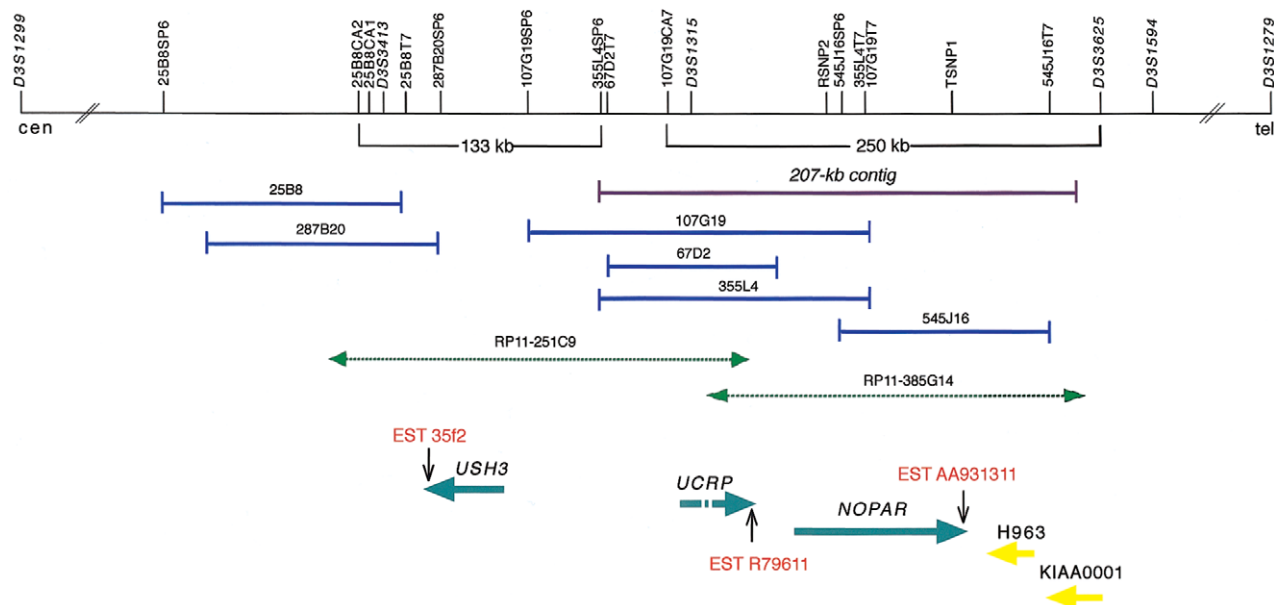 D3S1299
25B8SP6
25B8CA2
25B8CA1
D3S3413
25B8T7
287B20SP6
107G19SP6
355L4SP6
67D2T7
107G19CA7
D3S1315
RSNP2
545J16SP6
355L4T7
107G19T7
TSNP1
545J16T7
D3S3625
D3S1594
D3S1279
cen
tel
133 kb
250 kb
207-kb contig
25B8
107G19
287B20
67D2
355L4
545J16
RP11-251C9
RP11-385G14
EST 35f2
USH3
UCRP
EST AA931311
NOPAR
H963
EST R79611
KIAA0001